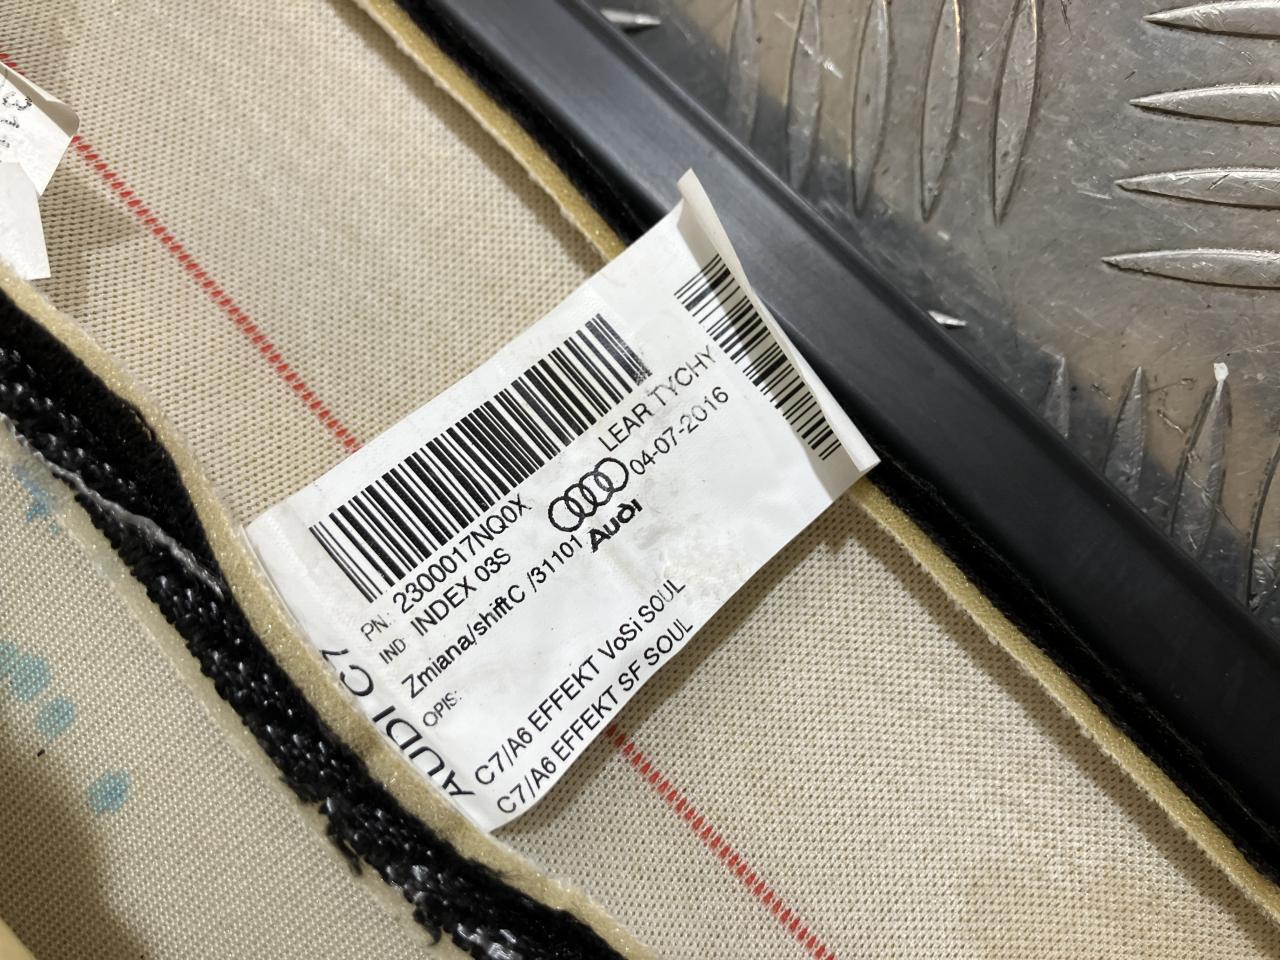 LEAR TYCHY
04-07-2016
Audi
PN: 2300017NQ0X
IND: INDEX 03S
Zmiana/shiftC /31101
OPIS:
C7/A6 EFFEKT VoSi SOUL
C7/A6 EFFEKT SF SOUL
AUDI C7